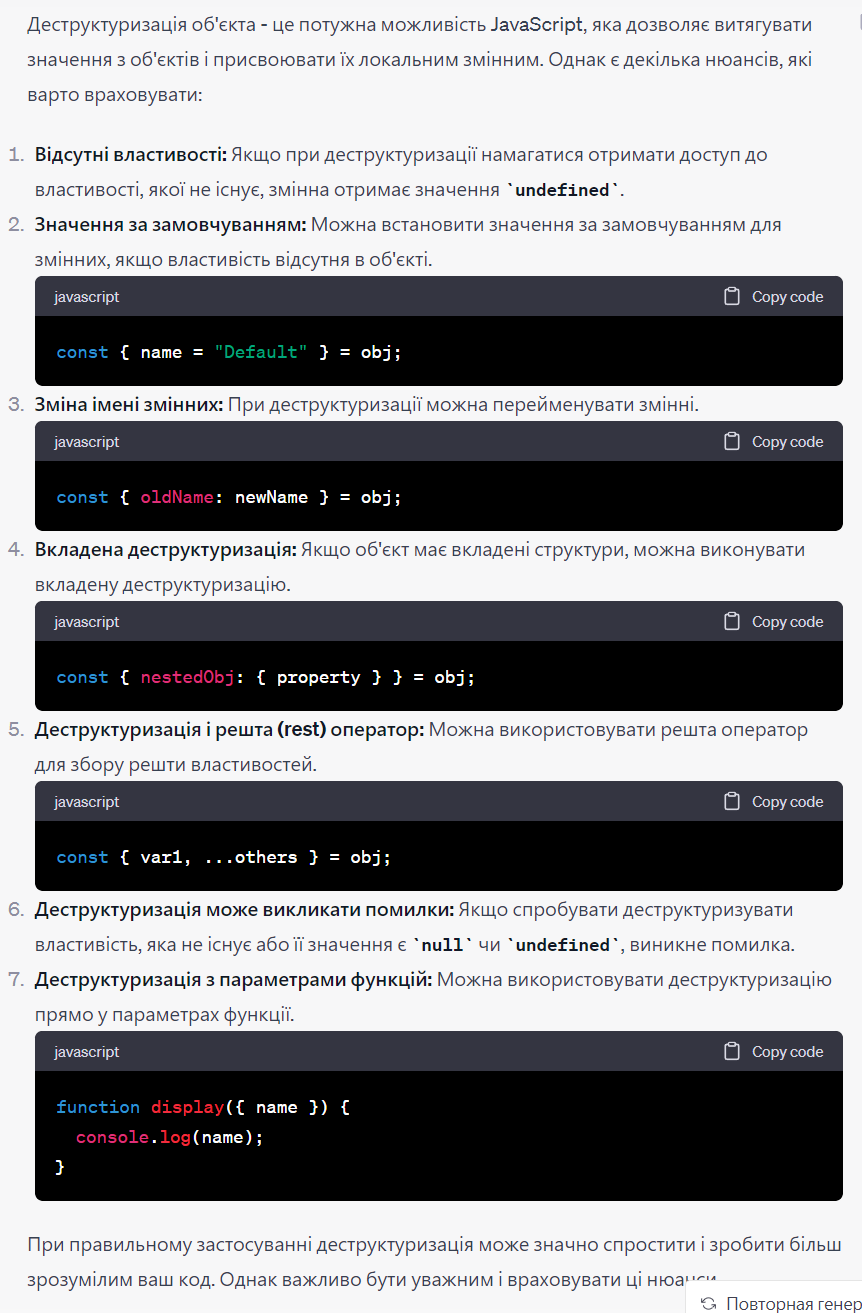 Деструктуризація об'єкта - це потужна можливість JavaScript, яка дозволяє витягувати
значення з об'єктів і присвоювати їх локальним змінним. Однак є декілька нюансів, які
варто враховувати:
1. Відсутні властивості: Якщо при деструктуризації намагатися отримати доступ до
властивості, якої не існує, змінна отримає значення `undefined`.
2. Значення за замовчуванням: Можна встановити значення за замовчуванням для
змінних, якщо властивість відсутня в об'єкті.
javascript Copy code
const { name = "Default" } = obj;
3. Зміна імені змінних: При деструктуризації можна перейменувати змінні.
javascript Copy code
const { oldName: newName } = obj;
4. Вкладена деструктуризація: Якщо об'єкт має вкладені структури, можна виконувати
вкладену деструктуризацію.
javascript Copy code
const { nestedObj: { property } } = obj;
5. Деструктуризація і решта (rest) оператор: Можна використовувати решта оператор
для збору решти властивостей.
javascript Copy code
const { var1, ...others } = obj;
6. Деструктуризація може викликати помилки: Якщо спробувати деструктуризувати
властивість, яка не існує або її значення є `null` чи `undefined`, виникне помилка.
7. Деструктуризація з параметрами функцій: Можна використовувати деструктуризацію
прямо у параметрах функції.
javascript Copy code
function display({ name }) {
console.log(name);
}
При правильному застосуванні деструктуризація може значно спростити і зробити більш
зрозумілим ваш код. Однак важливо бути уважним і враховувати ці нюанси.
Повторная генер